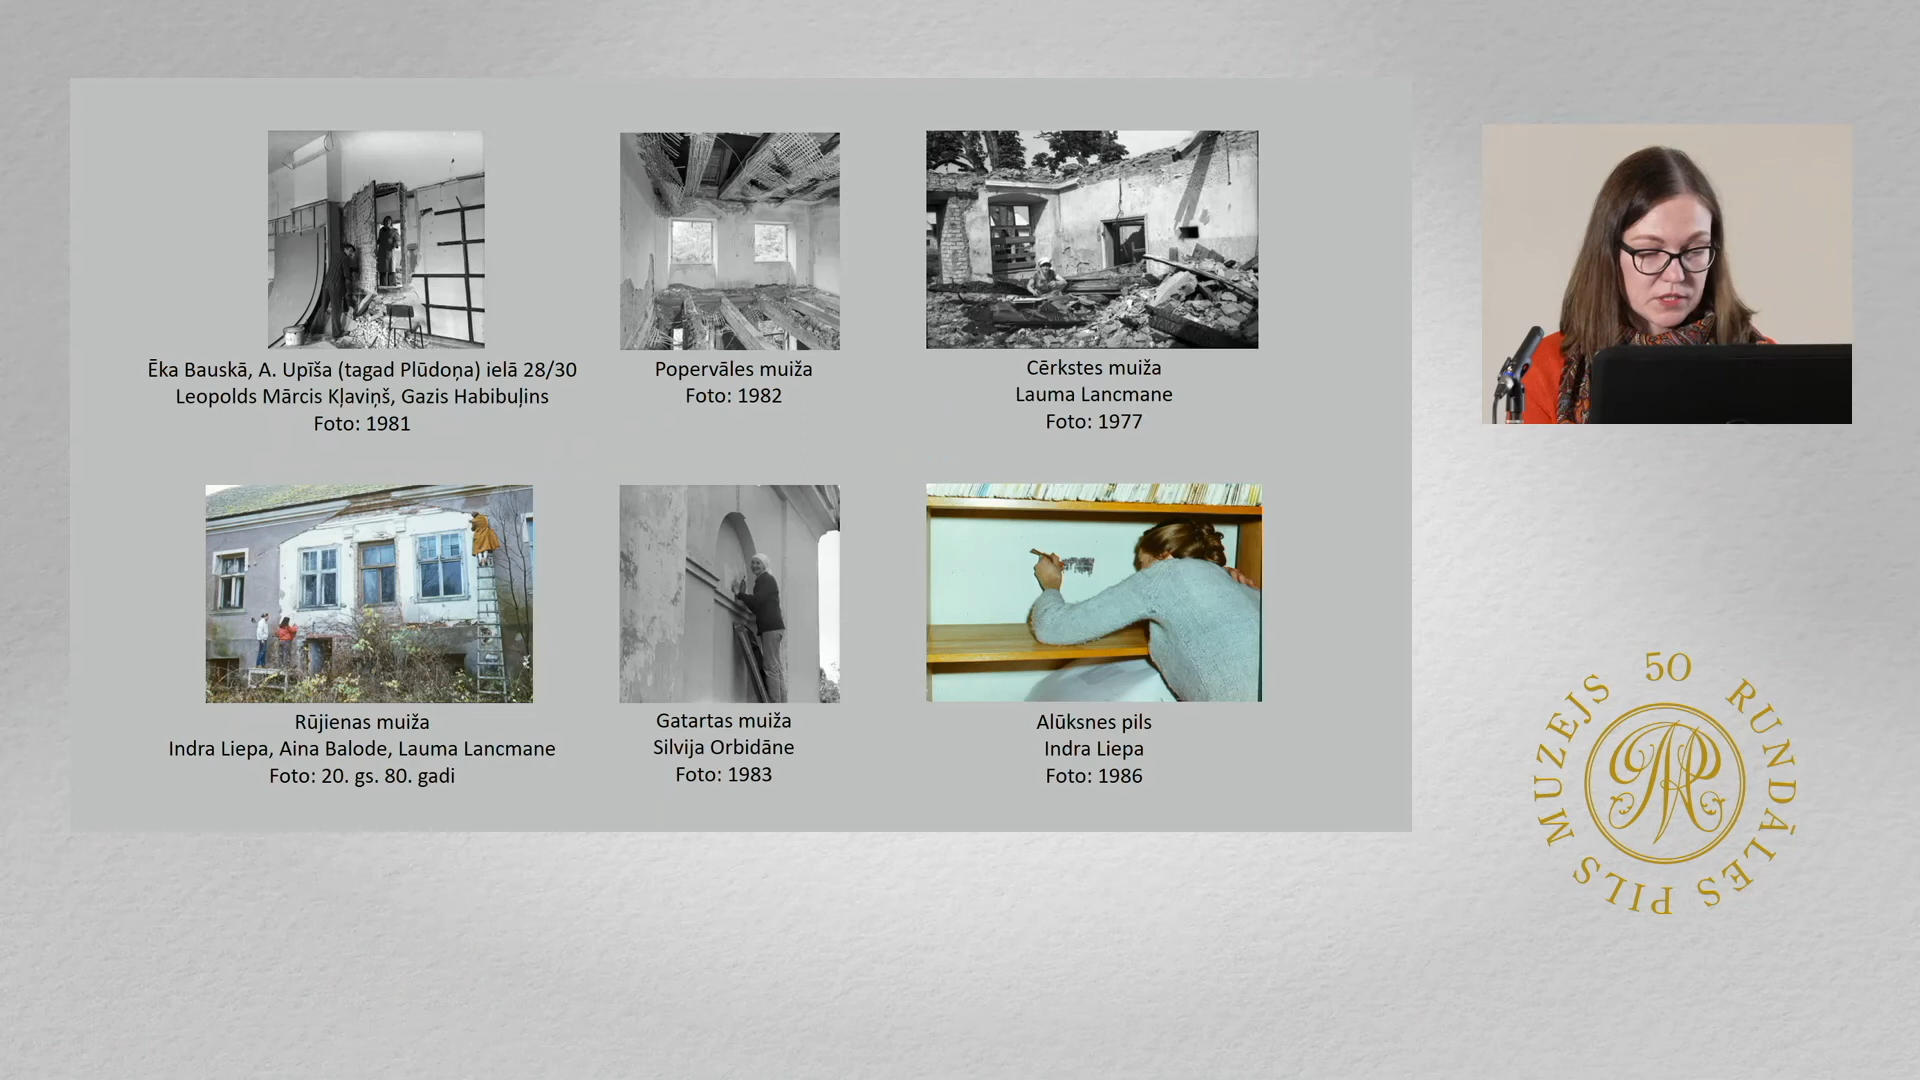 Ēka Bauskā, A. Upīša (tagad Plūdoņa) ielā 28/30
Leopolds Mārcis Kļaviņš, Gazis Habibuļins
Foto: 1981
Popervāles muiža
Foto: 1982
Cērkstes muiža
Lauma Lancmane
Foto: 1977
Rūjienas muiža
Indra Liepa, Aina Balode, Lauma Lancmane
Foto: 20. gs. 80. gadi
Gatartas muiža
Silvija Orbidāne
Foto: 1983
Alūksnes pils
Indra Liepa
Foto: 1986
50
RUNDĀLES PILS MUZEJS